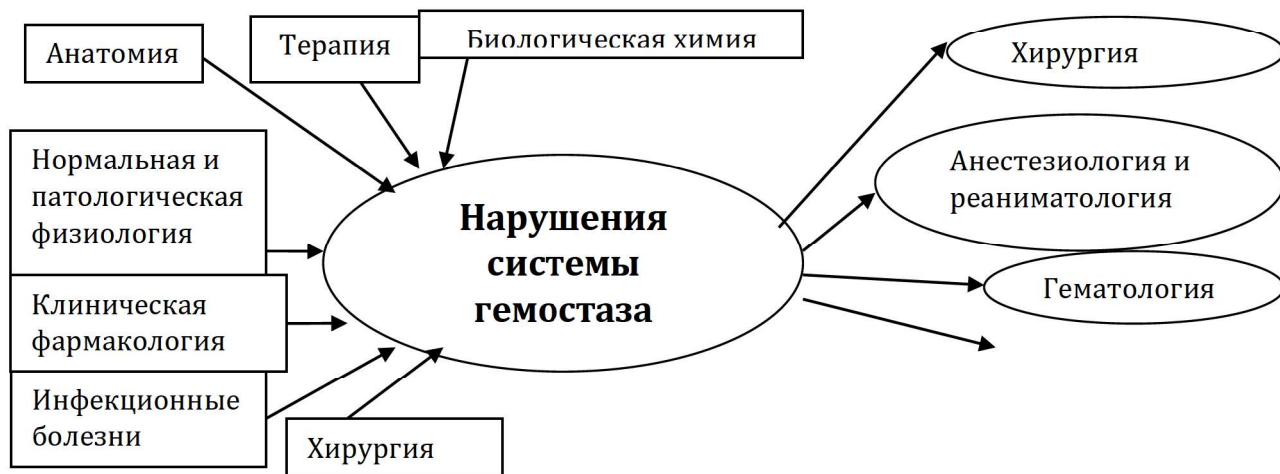 Анатомия
Терапия
Биологическая химия
Хирургия
Нормальная и
патологическая
физиология
Анестезиология и
реаниматология
Нарушения
системы
гемостаза
Клиническая
фармакология
Гематология
Инфекционные
болезни
Хирургия